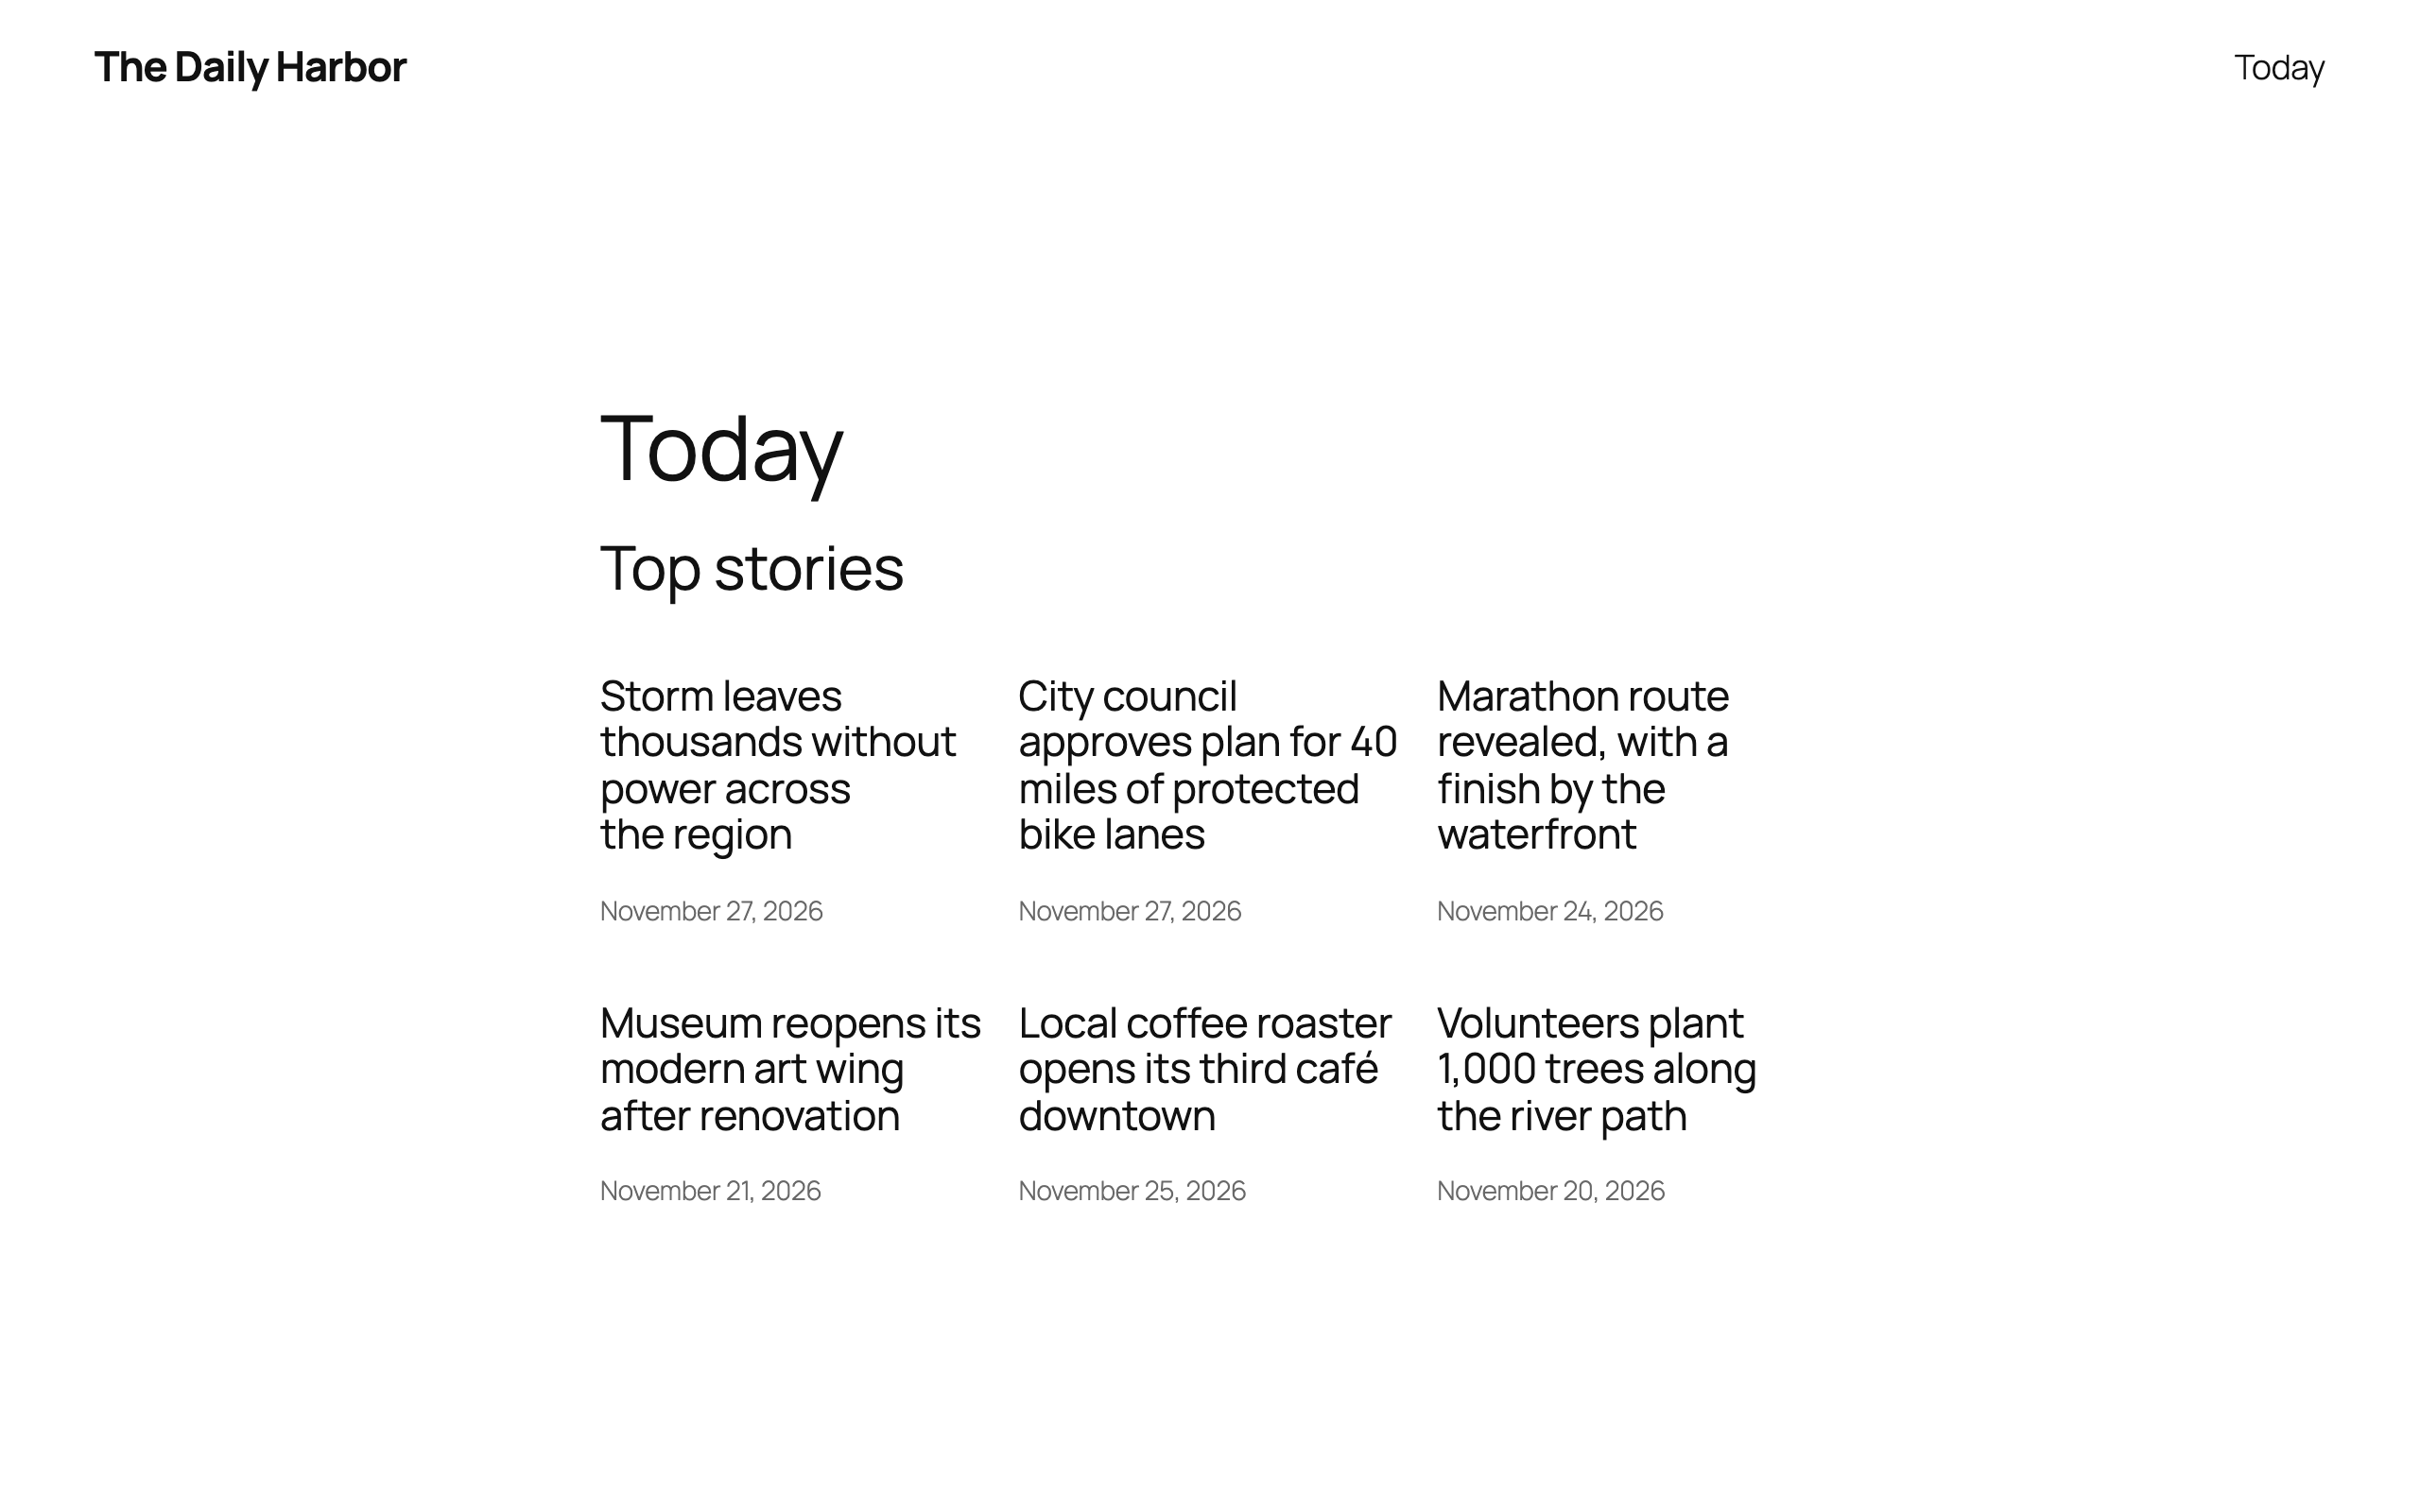 The Daily Harbor
Today
Today
Top stories
Storm leaves
thousands without
power across
the region
November 27, 2026
City council
approves plan for 40
miles of protected
bike lanes
November 27, 2026
Marathon route
revealed, with a
finish by the
waterfront
November 24, 2026
Museum reopens its
modern art wing
after renovation
November 21, 2026
Local coffee roaster
opens its third café
downtown
November 25, 2026
Volunteers plant
1,000 trees along
the river path
November 20, 2026